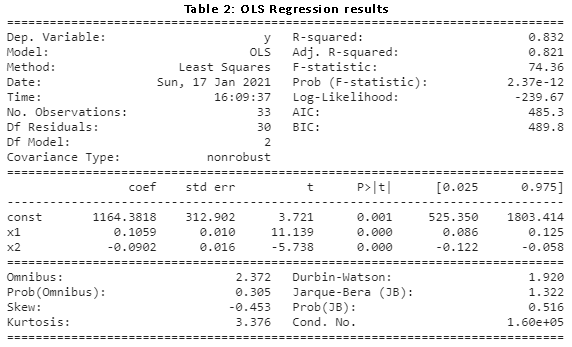 Table 2: OLS Regression results
==============================================================================
Dep. Variable:                      y   R-squared:                       0.832
Model:                            OLS   Adj. R-squared:                  0.821
Method:                 Least Squares   F-statistic:                     74.36
Date:                Sun, 17 Jan 2021   Prob (F-statistic):           2.37e-12
Time:                        16:09:37   Log-Likelihood:                -239.67
No. Observations:                  33   AIC:                             485.3
Df Residuals:                      30   BIC:                             489.8
Df Model:                           2
Covariance Type:            nonrobust
==============================================================================
                 coef    std err          t      P>|t|      [0.025      0.975]
------------------------------------------------------------------------------
const       1164.3818    312.902      3.721      0.001     525.350    1803.414
x1             0.1059      0.010     11.139      0.000       0.086       0.125
x2            -0.0902      0.016     -5.738      0.000      -0.122      -0.058
==============================================================================
Omnibus:                        2.372   Durbin-Watson:                   1.920
Prob(Omnibus):                  0.305   Jarque-Bera (JB):                1.322
Skew:                          -0.453   Prob(JB):                        0.516
Kurtosis:                       3.376   Cond. No.                     1.60e+05
==============================================================================